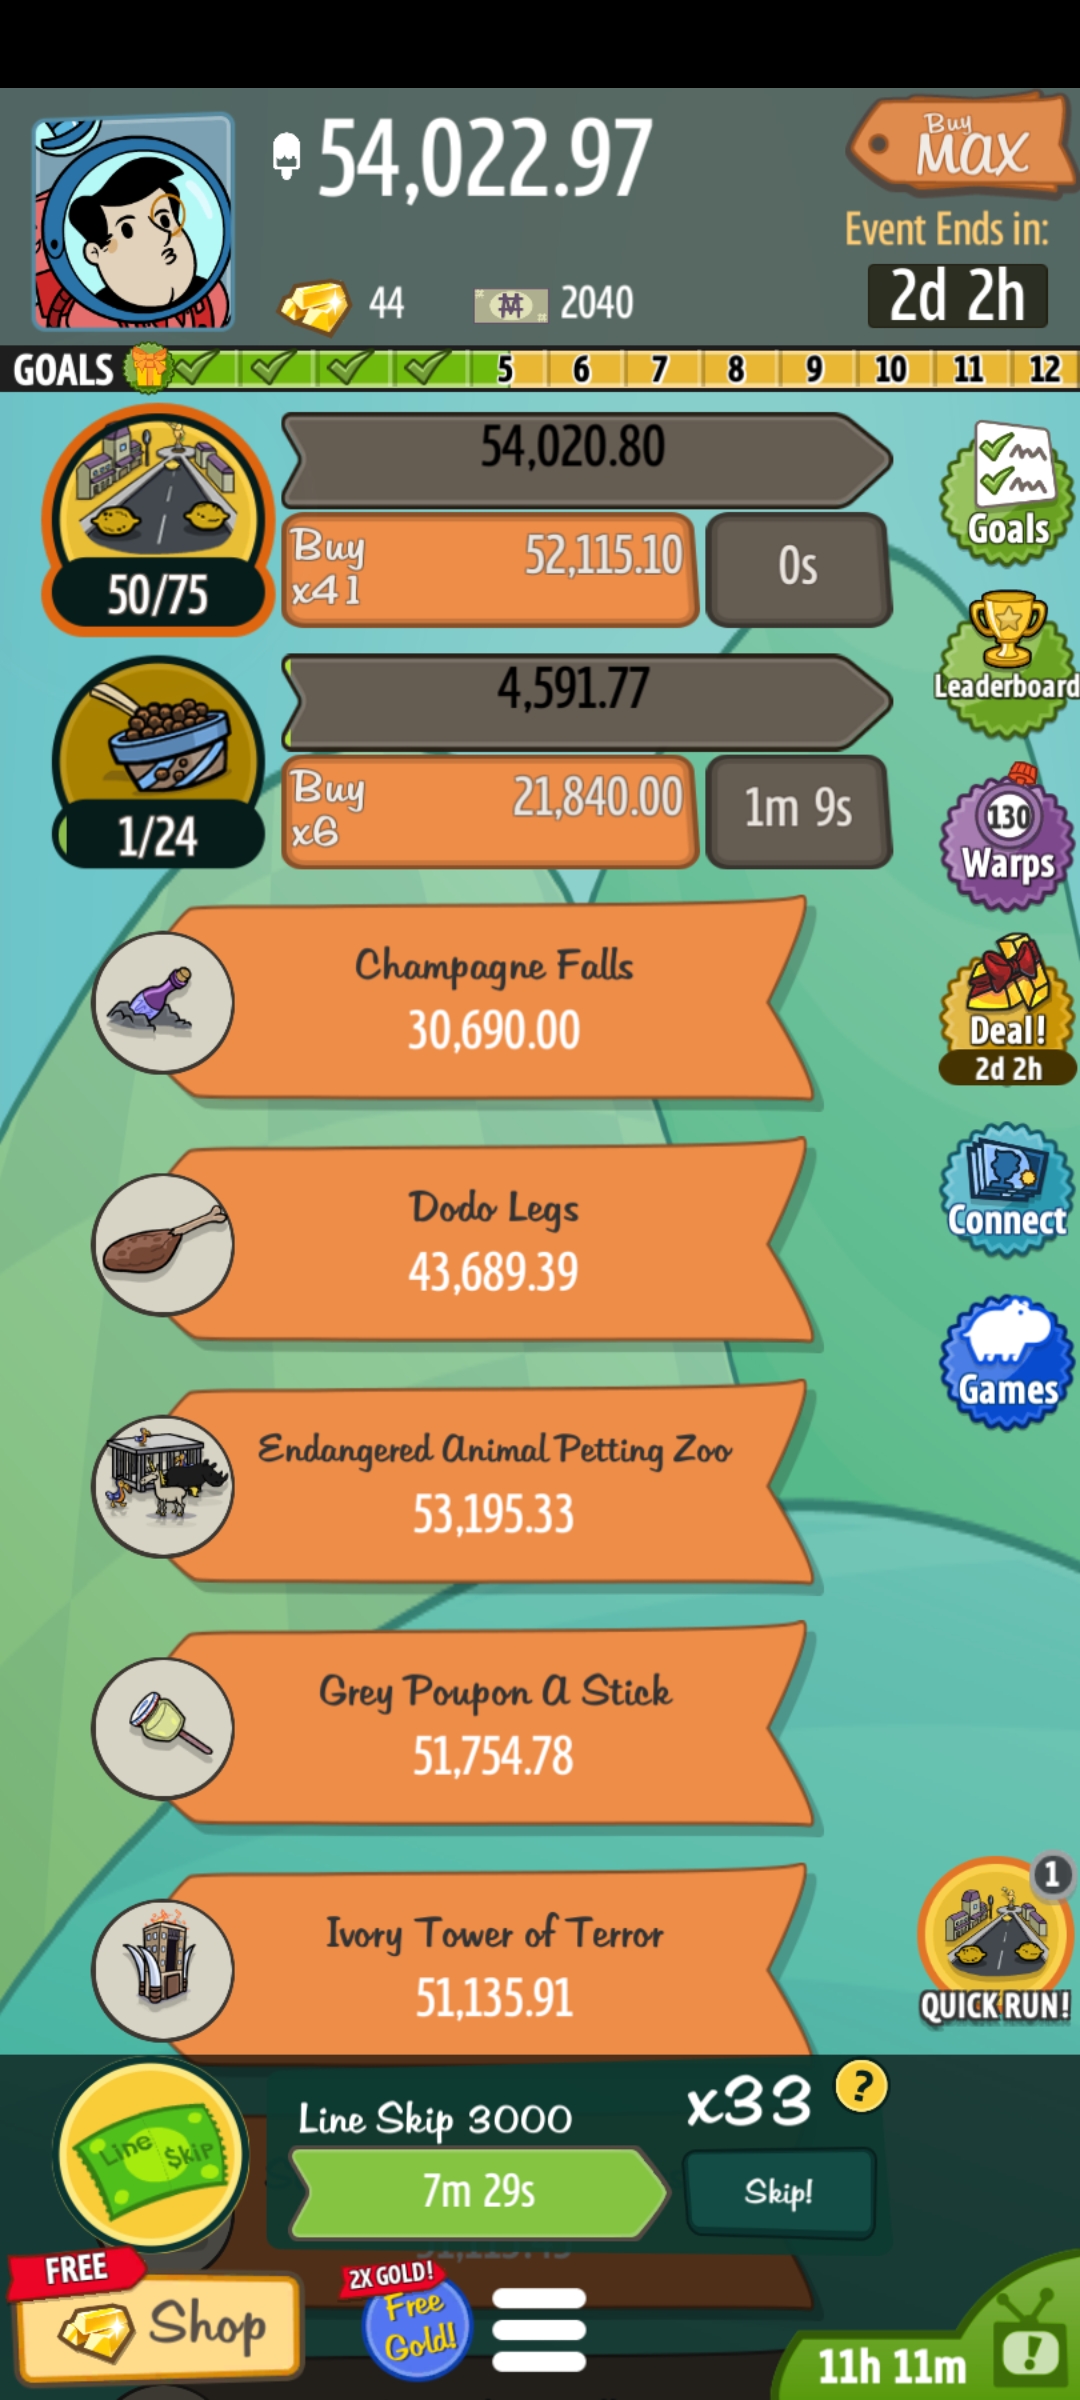 54,022.97
Buy
MAX
Event Ends in:
2d 2h
44
2040
GOALS 5 6 7 8 9 10 11 12
54,020.80
Buy
x41
52,115.10
0s
50/75
Goals
4,591.77
Leaderboard
Buy
x6
21,840.00
1m 9s
1/24
130
Warps
Champagne Falls
30,690.00
Deal!
2d 2h
Dodo Legs
43,689.39
Connect
Endangered Animal Petting Zoo
53,195.33
Games
Grey Poupon A Stick
51,754.78
Ivory Tower of Terror
51,135.91
1
QUICK RUN!
Line Skip 3000
x33
?
Line $kip
7m 29s
Skip!
FREE
Shop
2X GOLD!
Free
Gold!
11h 11m
!